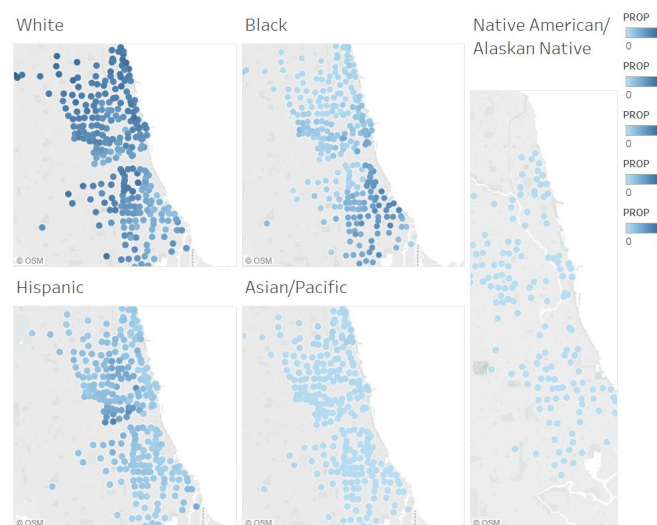 White
Black
Native American/
Alaskan Native
PROP
0
PROP
0
PROP
0
PROP
0
PROP
0
© OSM
© OSM
Hispanic
Asian/Pacific
© OSM
© OSM
© OSM